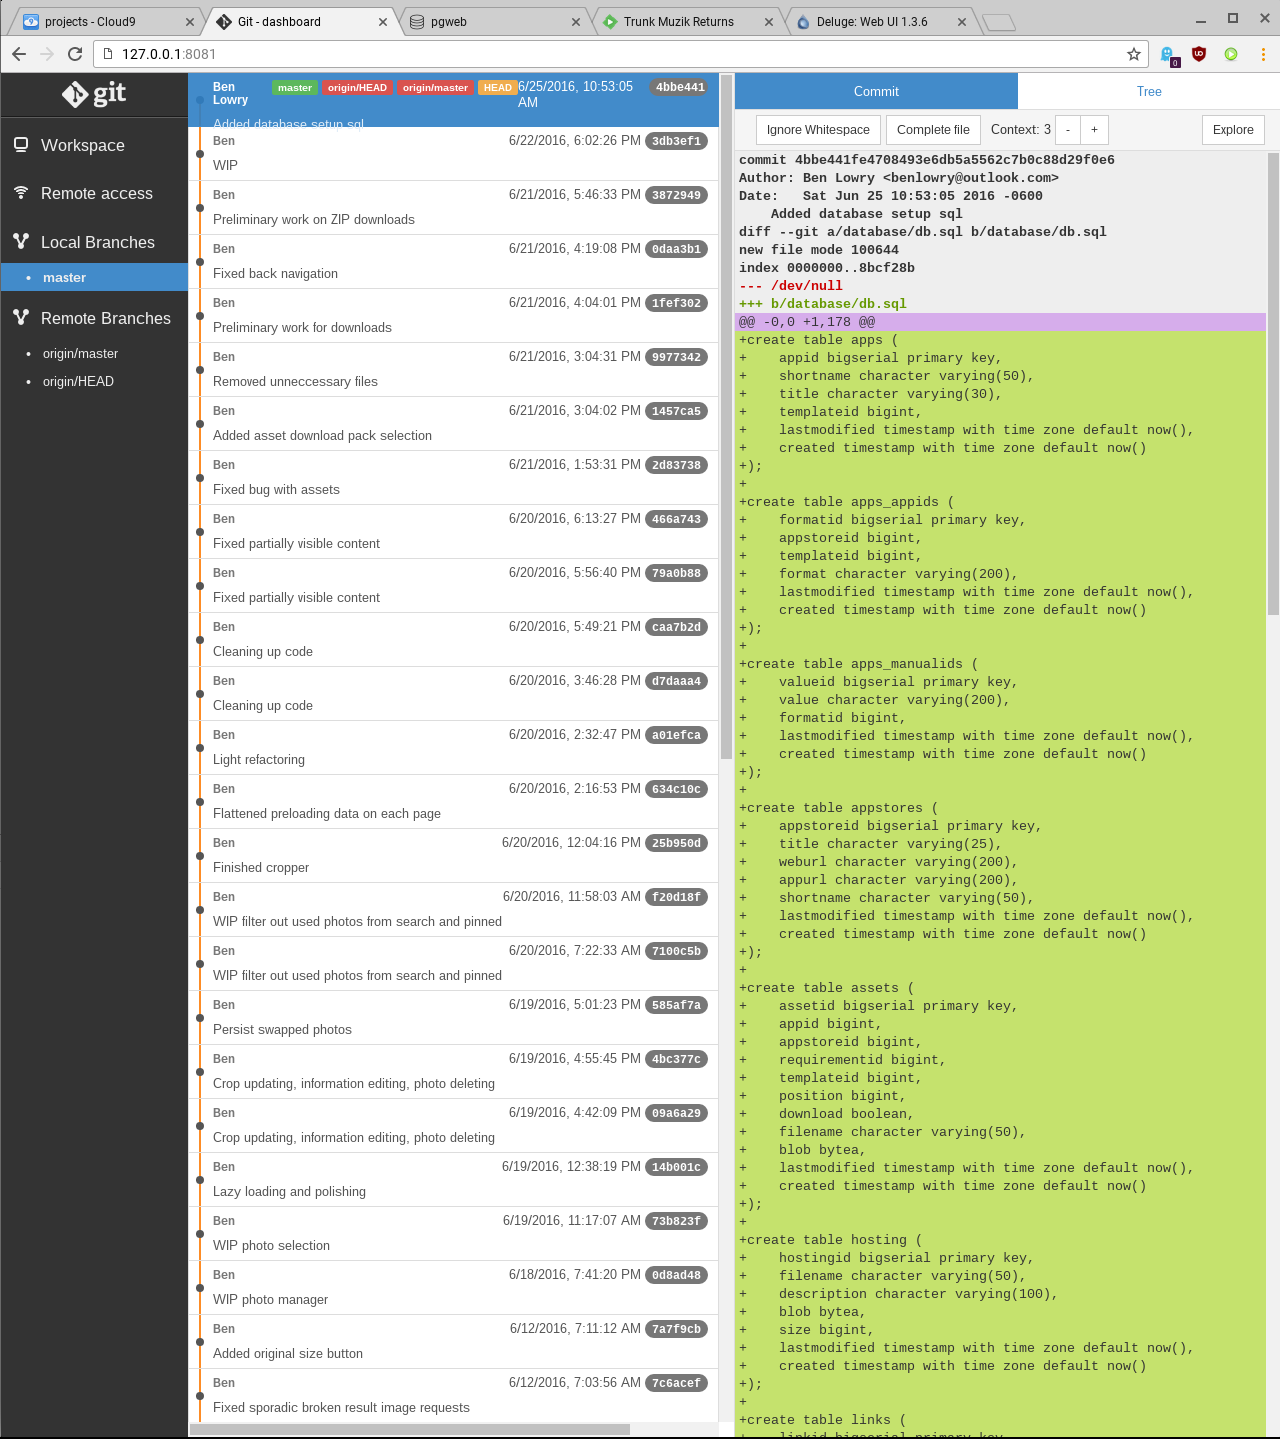 projects - Cloud9
Git - dashboard
pgweb
Trunk Muzik Returns
Deluge: Web UI 1.3.6
127.0.0.1:8081
0
git
Workspace
Remote access
Local Branches
• master
Remote Branches
• origin/master
• origin/HEAD
Ben Lowry master origin/HEAD origin/master HEAD 6/25/2016, 10:53:05 AM 4bbe441
Added database setup sql
Ben 6/22/2016, 6:02:26 PM 3db3ef1
WIP
Ben 6/21/2016, 5:46:33 PM 3872949
Preliminary work on ZIP downloads
Ben 6/21/2016, 4:19:08 PM 0daa3b1
Fixed back navigation
Ben 6/21/2016, 4:04:01 PM 1fef302
Preliminary work for downloads
Ben 6/21/2016, 3:04:31 PM 9977342
Removed unneccessary files
Ben 6/21/2016, 3:04:02 PM 1457ca5
Added asset download pack selection
Ben 6/21/2016, 1:53:31 PM 2d83738
Fixed bug with assets
Ben 6/20/2016, 6:13:27 PM 466a743
Fixed partially visible content
Ben 6/20/2016, 5:56:40 PM 79a0b88
Fixed partially visible content
Ben 6/20/2016, 5:49:21 PM caa7b2d
Cleaning up code
Ben 6/20/2016, 3:46:28 PM d7daaa4
Cleaning up code
Ben 6/20/2016, 2:32:47 PM a01efca
Light refactoring
Ben 6/20/2016, 2:16:53 PM 634c10c
Flattened preloading data on each page
Ben 6/20/2016, 12:04:16 PM 25b950d
Finished cropper
Ben 6/20/2016, 11:58:03 AM f20d18f
WIP filter out used photos from search and pinned
Ben 6/20/2016, 7:22:33 AM 7100c5b
WIP filter out used photos from search and pinned
Ben 6/19/2016, 5:01:23 PM 585af7a
Persist swapped photos
Ben 6/19/2016, 4:55:45 PM 4bc377c
Crop updating, information editing, photo deleting
Ben 6/19/2016, 4:42:09 PM 09a6a29
Crop updating, information editing, photo deleting
Ben 6/19/2016, 12:38:19 PM 14b001c
Lazy loading and polishing
Ben 6/19/2016, 11:17:07 AM 73b823f
WIP photo selection
Ben 6/18/2016, 7:41:20 PM 0d8ad48
WIP photo manager
Ben 6/12/2016, 7:11:12 AM 7a7f9cb
Added original size button
Ben 6/12/2016, 7:03:56 AM 7c6acef
Fixed sporadic broken result image requests
Commit Tree
Ignore Whitespace Complete file Context: 3 - + Explore
commit 4bbe441fe4708493e6db5a5562c7b0c88d29f0e6
Author: Ben Lowry <benlowry@outlook.com>
Date:   Sat Jun 25 10:53:05 2016 -0600
    Added database setup sql
diff --git a/database/db.sql b/database/db.sql
new file mode 100644
index 0000000..8bcf28b
--- /dev/null
+++ b/database/db.sql
@@ -0,0 +1,178 @@
+create table apps (
+    appid bigserial primary key,
+    shortname character varying(50),
+    title character varying(30),
+    templateid bigint,
+    lastmodified timestamp with time zone default now(),
+    created timestamp with time zone default now()
+);
+
+create table apps_appids (
+    formatid bigserial primary key,
+    appstoreid bigint,
+    templateid bigint,
+    format character varying(200),
+    lastmodified timestamp with time zone default now(),
+    created timestamp with time zone default now()
+);
+
+create table apps_manualids (
+    valueid bigserial primary key,
+    value character varying(200),
+    formatid bigint,
+    lastmodified timestamp with time zone default now(),
+    created timestamp with time zone default now()
+);
+
+create table appstores (
+    appstoreid bigserial primary key,
+    title character varying(25),
+    weburl character varying(200),
+    appurl character varying(200),
+    shortname character varying(50),
+    lastmodified timestamp with time zone default now(),
+    created timestamp with time zone default now()
+);
+
+create table assets (
+    assetid bigserial primary key,
+    appid bigint,
+    appstoreid bigint,
+    requirementid bigint,
+    templateid bigint,
+    position bigint,
+    download boolean,
+    filename character varying(50),
+    blob bytea,
+    lastmodified timestamp with time zone default now(),
+    created timestamp with time zone default now()
+);
+
+create table hosting (
+    hostingid bigserial primary key,
+    filename character varying(50),
+    description character varying(100),
+    blob bytea,
+    size bigint,
+    lastmodified timestamp with time zone default now(),
+    created timestamp with time zone default now()
+);
+
+create table links (
+    linkid bigserial primary key,